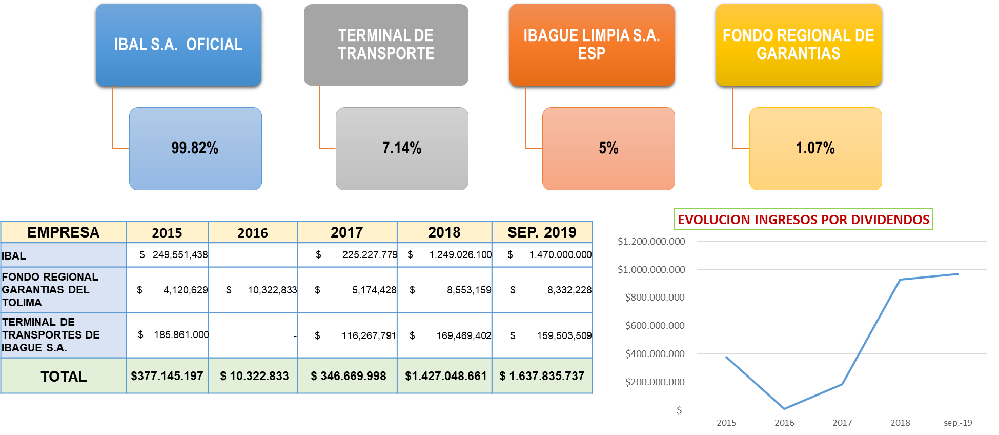 IBAL S.A.  OFICIAL
TERMINAL DE
TRANSPORTE
IBAGUE LIMPIA S.A.
ESP
FONDO REGIONAL DE
GARANTIAS
99.82%
7.14%
5%
1.07%
EMPRESA 2015 2016 2017 2018 SEP. 2019
IBAL $ 249,551,438 $ 225.227.779 $ 1.249.026.100 $ 1.470.000.000
FONDO REGIONAL
GARANTIAS DEL
TOLIMA
$ 4,120,629 $ 10,322,833 $ 5,174,428 $ 8,553,159 $ 8,332,228
TERMINAL DE
TRANSPORTES DE
IBAGUE S.A.
$ 185.861.000 - $ 116,267,791 $ 169,469,402 $ 159,503,509
TOTAL $377.145.197 $ 10.322.833 $ 346.669.998 $1.427.048.661 $ 1.637.835.737
EVOLUCION INGRESOS POR DIVIDENDOS
$1.200.000.000
$1.000.000.000
$800.000.000
$600.000.000
$400.000.000
$200.000.000
$-
2015 2016 2017 2018 sep.-19